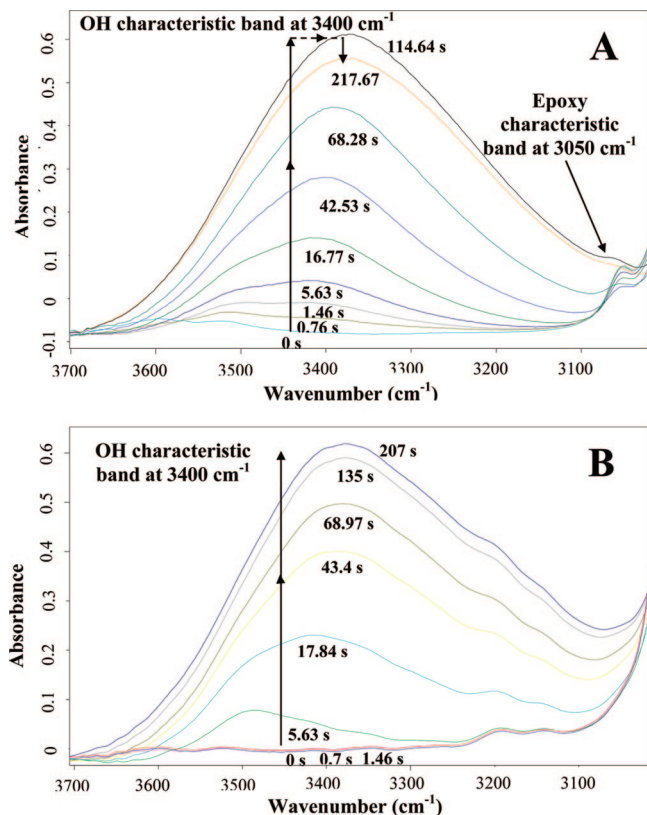 OH characteristic band at 3400 cm-1
A
114.64 s
217.67
Epoxy
characteristic
band at 3050 cm-1
68.28 s
42.53 s
16.77 s
5.63 s
1.46 s
0.76 s
0 s
Absorbance
0.6
0.5
0.4
0.3
0.2
0.1
0
-0.1
3700
3600
3500
3400
3300
3200
3100
Wavenumber (cm-1)
OH characteristic
band at 3400 cm-1
B
207 s
135 s
68.97 s
43.4 s
17.84 s
5.63 s
0 s 0.7 s 1.46 s
Absorbance
0.6
0.5
0.4
0.3
0.2
0.1
0
3700
3600
3500
3400
3300
3200
3100
Wavenumber (cm-1)